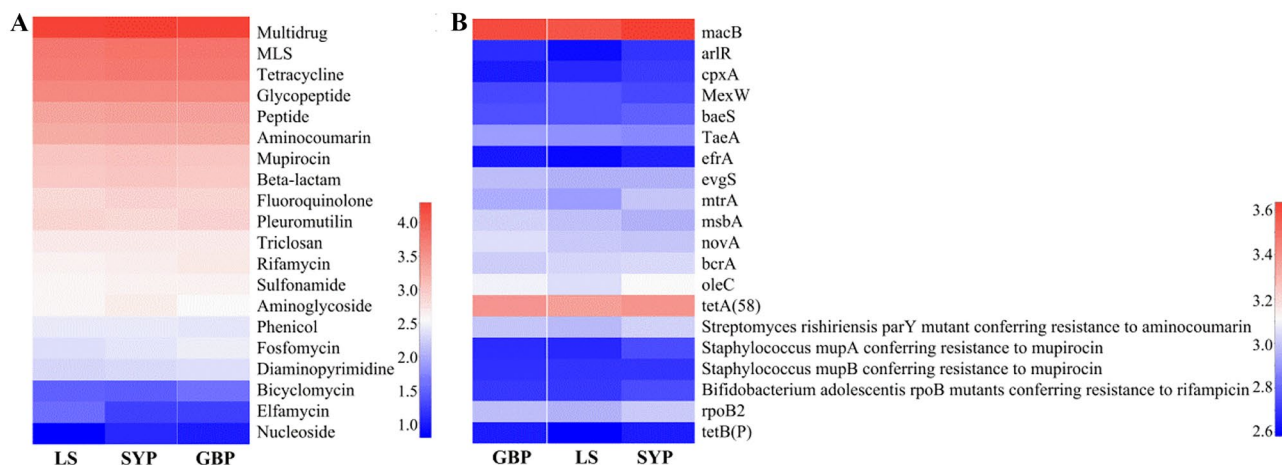 A
Multidrug
MLS
Tetracycline
Glycopeptide
Peptide
Aminocoumarin
Mupirocin
Beta-lactam
Fluoroquinolone
Pleuromutilin
Triclosan
Rifamycin
Sulfonamide
Aminoglycoside
Phenicol
Fosfomycin
Diaminopyrimidine
Bicyclomycin
Elfamycin
Nucleoside
4.0
3.5
3.0
2.5
2.0
1.5
1.0
LS SYP GBP
B
macB
arlR
cpxA
MexW
baeS
TaeA
efrA
evgS
mtrA
msbA
novA
bcrA
oleC
tetA(58)
Streptomyces rishiriensis parY mutant conferring resistance to aminocoumarin
Staphylococcus mupA conferring resistance to mupirocin
Staphylococcus mupB conferring resistance to mupirocin
Bifidobacterium adolescentis rpoB mutants conferring resistance to rifampicin
rpoB2
tetB(P)
3.6
3.4
3.2
3.0
2.8
2.6
GBP LS SYP